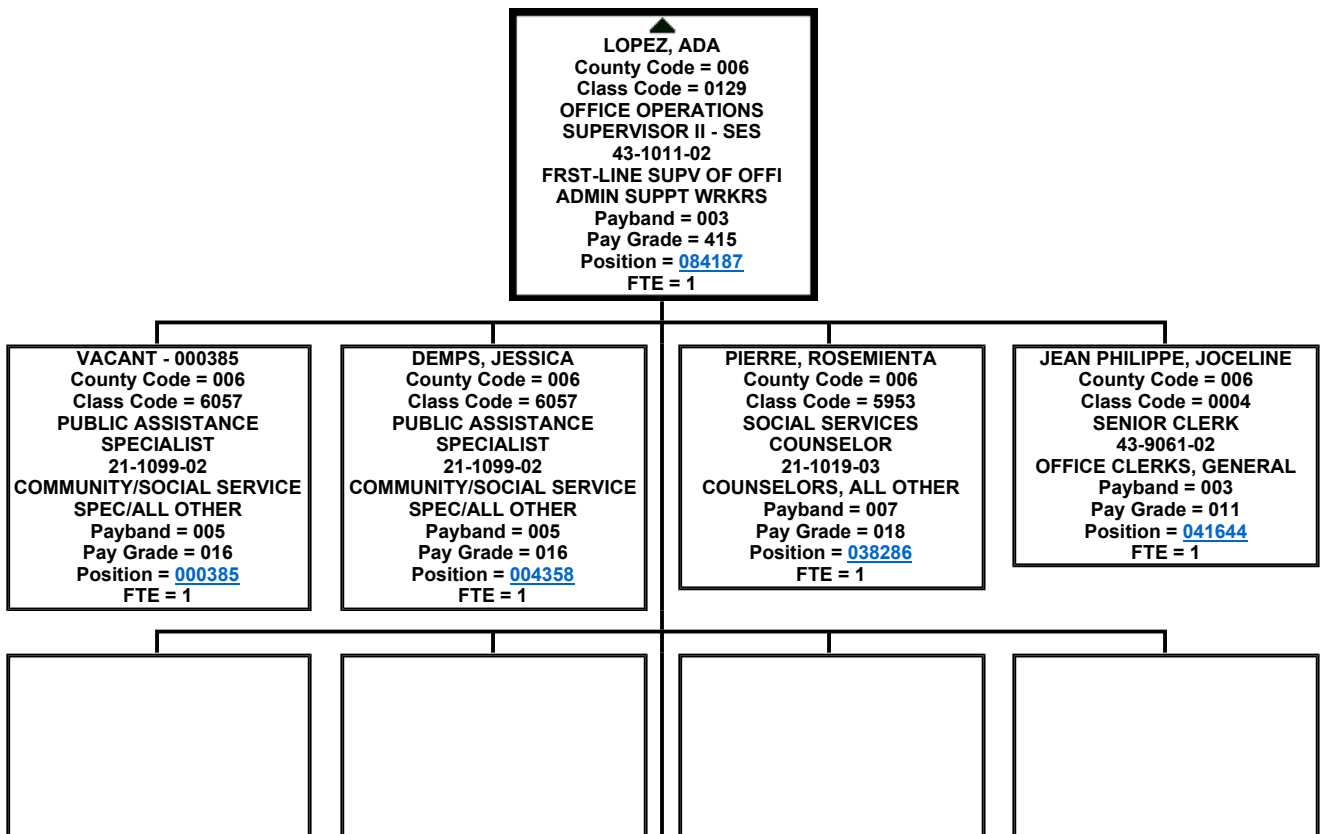 LOPEZ, ADA
County Code = 006
Class Code = 0129
OFFICE OPERATIONS
SUPERVISOR II - SES
43-1011-02
FRST-LINE SUPV OF OFFI
ADMIN SUPPT WRKRS
Payband = 003
Pay Grade = 415
Position = 084187
FTE = 1
VACANT - 000385
County Code = 006
Class Code = 6057
PUBLIC ASSISTANCE
SPECIALIST
21-1099-02
COMMUNITY/SOCIAL SERVICE
SPEC/ALL OTHER
Payband = 005
Pay Grade = 016
Position = 000385
FTE = 1
DEMPS, JESSICA
County Code = 006
Class Code = 6057
PUBLIC ASSISTANCE
SPECIALIST
21-1099-02
COMMUNITY/SOCIAL SERVICE
SPEC/ALL OTHER
Payband = 005
Pay Grade = 016
Position = 004358
FTE = 1
PIERRE, ROSEMIENTA
County Code = 006
Class Code = 5953
SOCIAL SERVICES
COUNSELOR
21-1019-03
COUNSELORS, ALL OTHER
Payband = 007
Pay Grade = 018
Position = 038286
FTE = 1
JEAN PHILIPPE, JOCELINE
County Code = 006
Class Code = 0004
SENIOR CLERK
43-9061-02
OFFICE CLERKS, GENERAL
Payband = 003
Pay Grade = 011
Position = 041644
FTE = 1